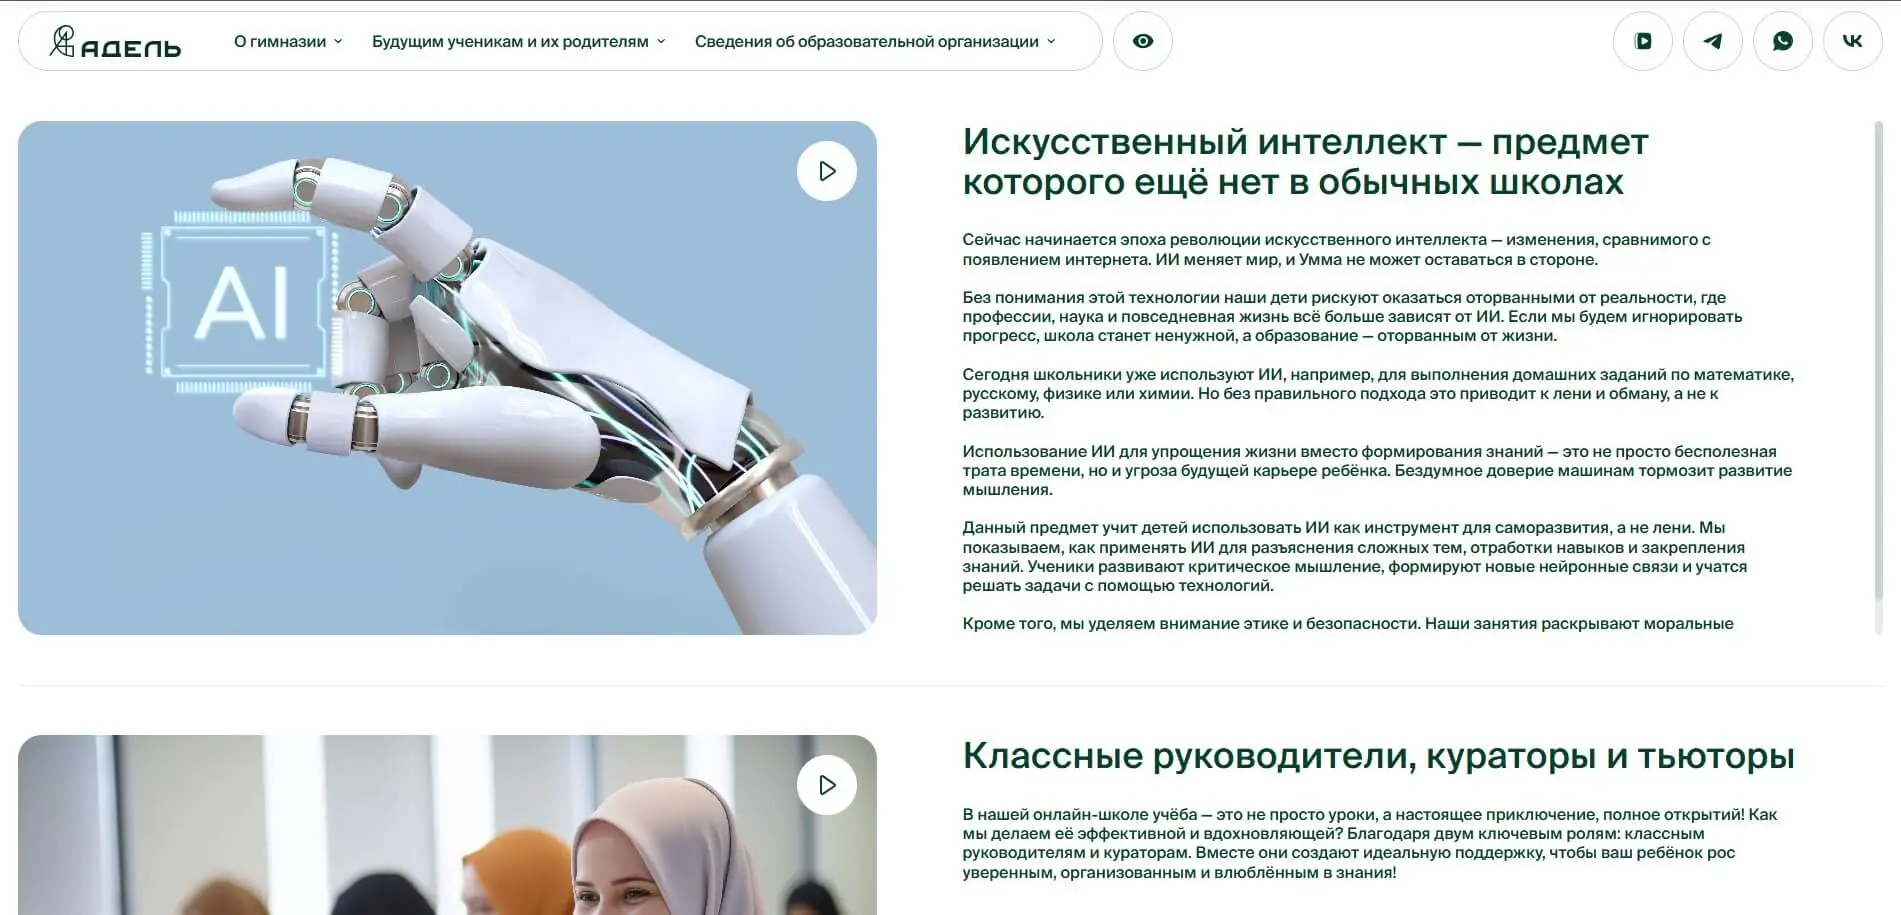 АДЕЛЬ
О гимназии
Будущим ученикам и их родителям
Сведения об образовательной организации
AI
Искусственный интеллект — предмет
которого ещё нет в обычных школах
Сейчас начинается эпоха революции искусственного интеллекта — изменения, сравнимого с
появлением интернета. ИИ меняет мир, и Умма не может оставаться в стороне.
Без понимания этой технологии наши дети рискуют оказаться оторванными от реальности, где
профессии, наука и повседневная жизнь всё больше зависят от ИИ. Если мы будем игнорировать
прогресс, школа станет ненужной, а образование — оторванным от жизни.
Сегодня школьники уже используют ИИ, например, для выполнения домашних заданий по математике,
русскому, физике или химии. Но без правильного подхода это приводит к лени и обману, а не к
развитию.
Использование ИИ для упрощения жизни вместо формирования знаний — это не просто бесполезная
трата времени, но и угроза будущей карьере ребёнка. Бездумное доверие машинам тормозит развитие
мышления.
Данный предмет учит детей использовать ИИ как инструмент для саморазвития, а не лени. Мы
показываем, как применять ИИ для разъяснения сложных тем, отработки навыков и закрепления
знаний. Ученики развивают критическое мышление, формируют новые нейронные связи и учатся
решать задачи с помощью технологий.
Кроме того, мы уделяем внимание этике и безопасности. Наши занятия раскрывают моральные
Классные руководители, кураторы и тьюторы
В нашей онлайн-школе учёба — это не просто уроки, а настоящее приключение, полное открытий! Как
мы делаем её эффективной и вдохновляющей? Благодаря двум ключевым ролям: классным
руководителям и кураторам. Вместе они создают идеальную поддержку, чтобы ваш ребёнок рос
уверенным, организованным и влюблённым в знания!